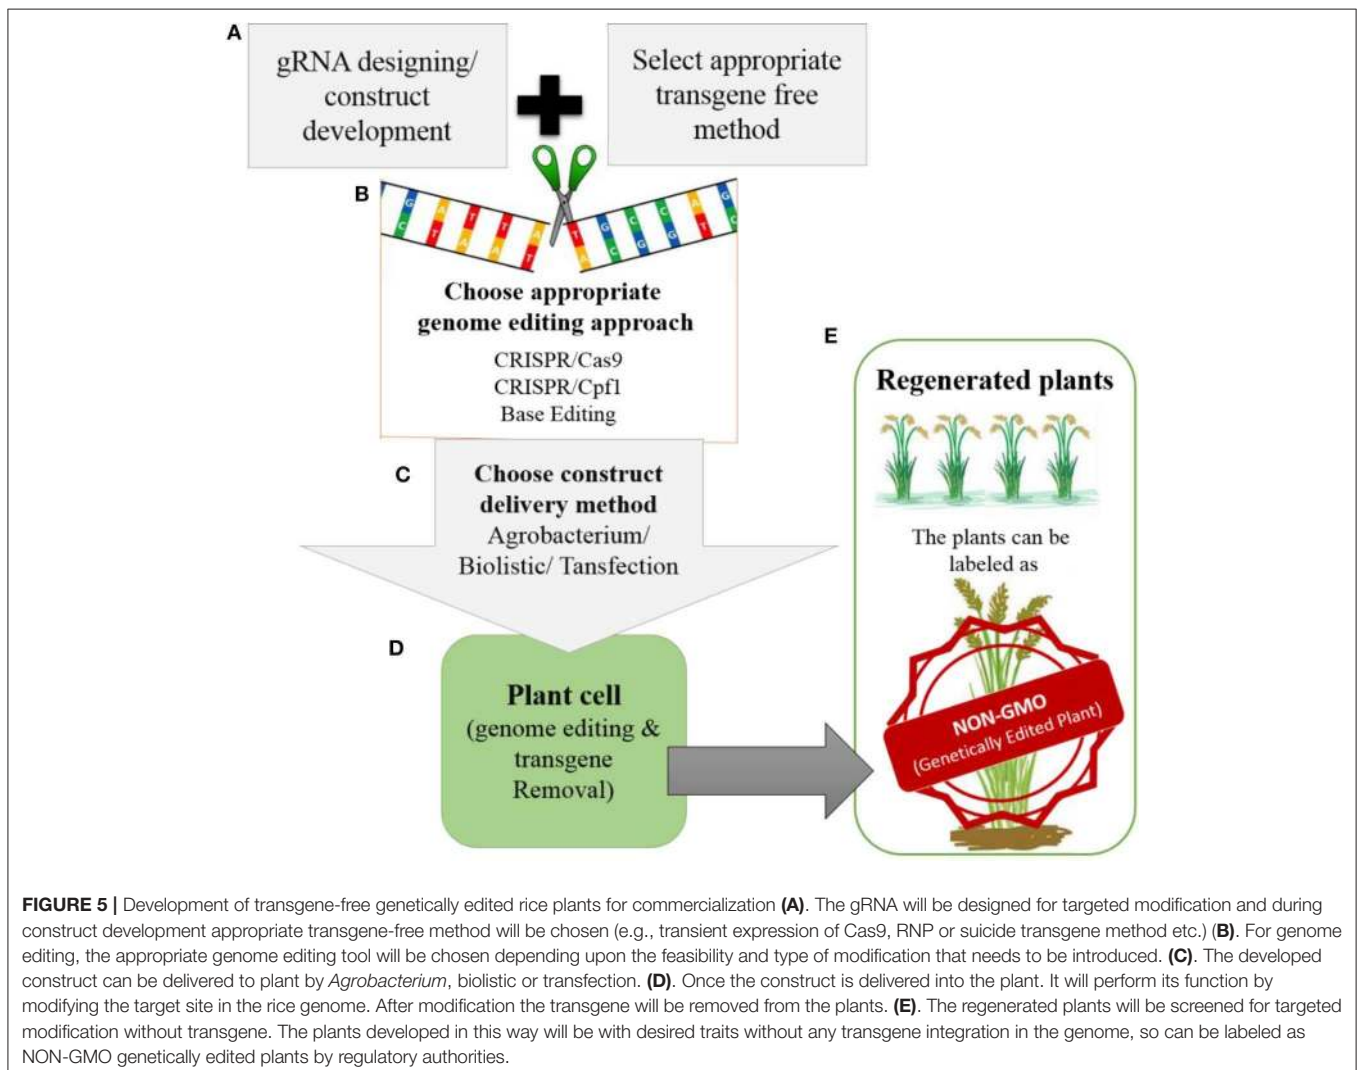 A
gRNA designing/
construct
development
Select appropriate
transgene free
method
B
G A T T A T G C C A G
C T A A T A C G G T C
Choose appropriate
genome editing approach
CRISPR/Cas9
CRISPR/Cpf1
Base Editing
C
Choose construct
delivery method
Agrobacterium/
Biolistic/ Tansfection
D
Plant cell
(genome editing &
transgene
Removal)
E
Regenerated plants
The plants can be
labeled as
NON-GMO
(Genetically Edited Plant)
FIGURE 5 | Development of transgene-free genetically edited rice plants for commercialization (A). The gRNA will be designed for targeted modification and during
construct development appropriate transgene-free method will be chosen (e.g., transient expression of Cas9, RNP or suicide transgene method etc.) (B). For genome
editing, the appropriate genome editing tool will be chosen depending upon the feasibility and type of modification that needs to be introduced. (C). The developed
construct can be delivered to plant by Agrobacterium, biolistic or transfection. (D). Once the construct is delivered into the plant. It will perform its function by
modifying the target site in the rice genome. After modification the transgene will be removed from the plants. (E). The regenerated plants will be screened for targeted
modification without transgene. The plants developed in this way will be with desired traits without any transgene integration in the genome, so can be labeled as
NON-GMO genetically edited plants by regulatory authorities.